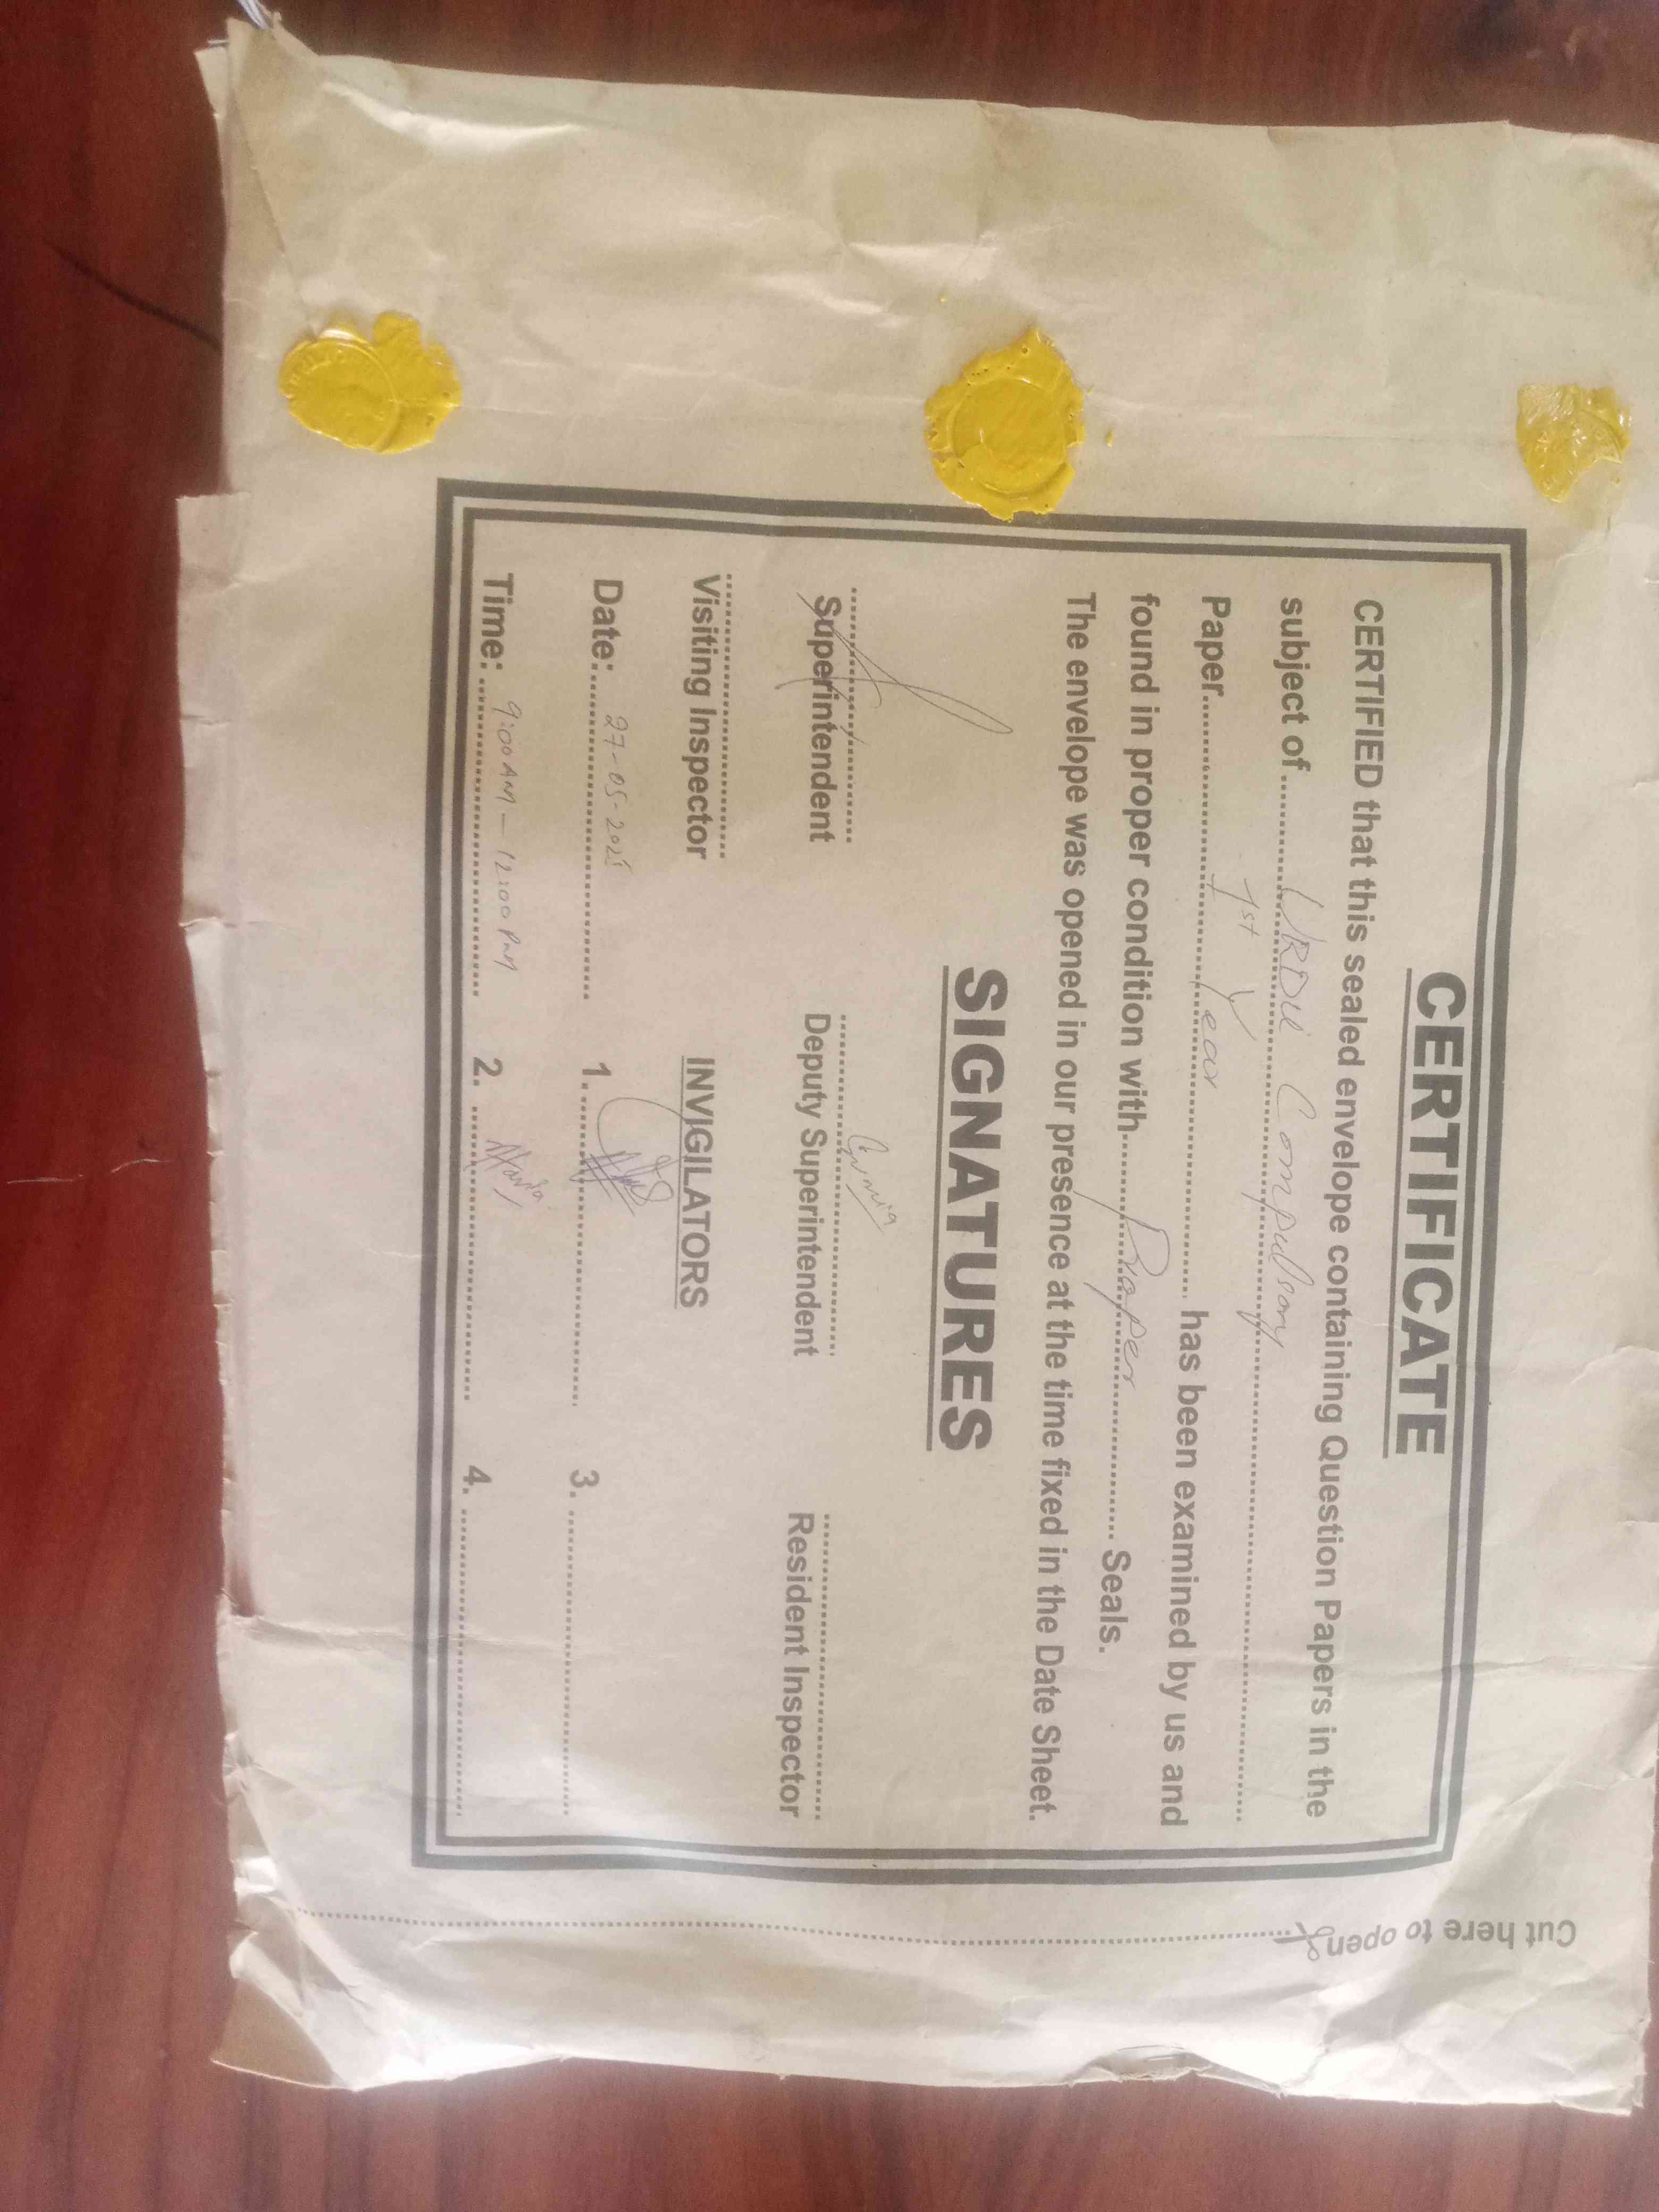 CERTIFICATE
CERTIFIED that this sealed envelope containing Question Papers in the
subject of.......... URDU Compulsory
Paper.......... 1st Year .......... has been examined by us and
found in proper condition with.......... Proper .......... Seals.
The envelope was opened in our presence at the time fixed in the Date Sheet.
SIGNATURES
Superintendent Deputy Superintendent Resident Inspector
Visiting Inspector INVIGILATORS
Date:.......... 27-05-2025 1. .......... 3. ..........
Time: .......... 9:00 AM – 12:00 PM 2. .......... 4. ..........
Cut here to open